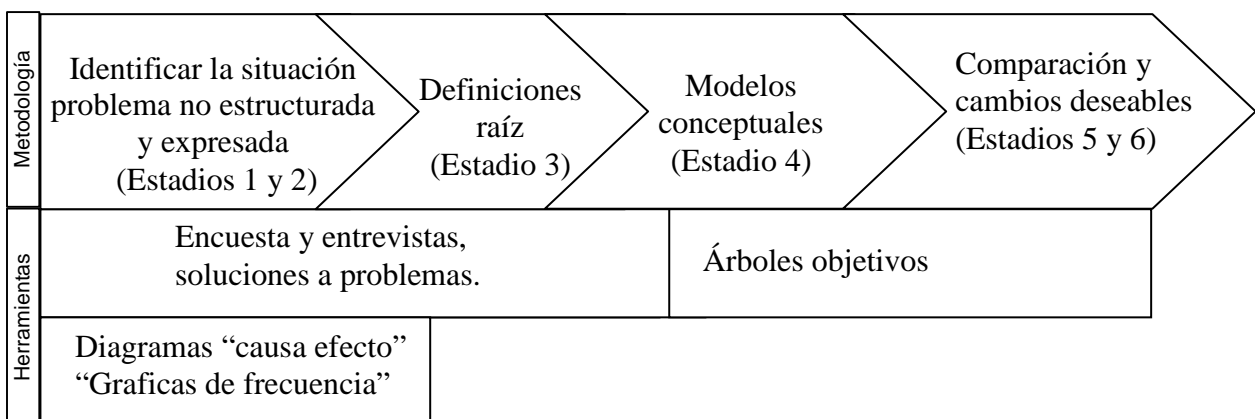 Metodología
Identificar la situación
problema no estructurada
y expresada
(Estadios 1 y 2)
Definiciones
raíz
(Estadio 3)
Modelos
conceptuales
(Estadio 4)
Comparación y
cambios deseables
(Estadios 5 y 6)
Herramientas
Encuesta y entrevistas,
soluciones a problemas.
Árboles objetivos
Diagramas “causa efecto”
“Graficas de frecuencia”